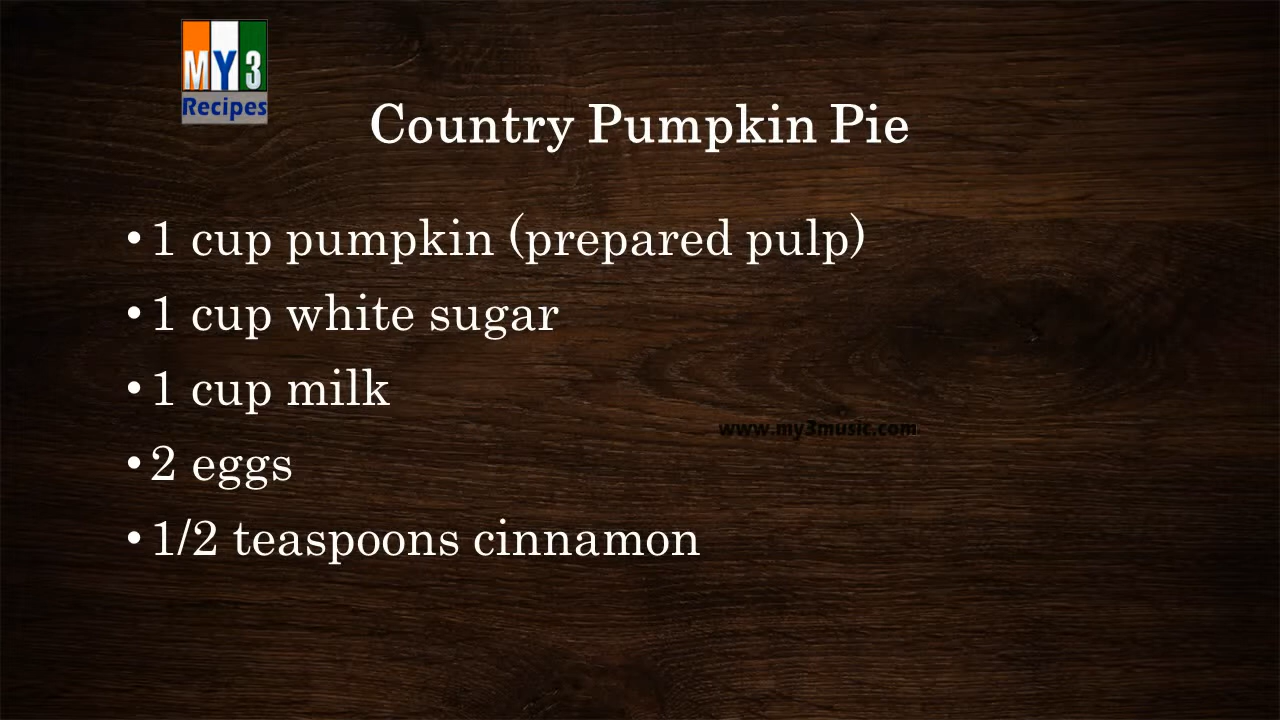 MY3
Recipes
Country Pumpkin Pie
•1 cup pumpkin (prepared pulp)
•1 cup white sugar
•1 cup milk
www.my3music.com
•2 eggs
•1/2 teaspoons cinnamon